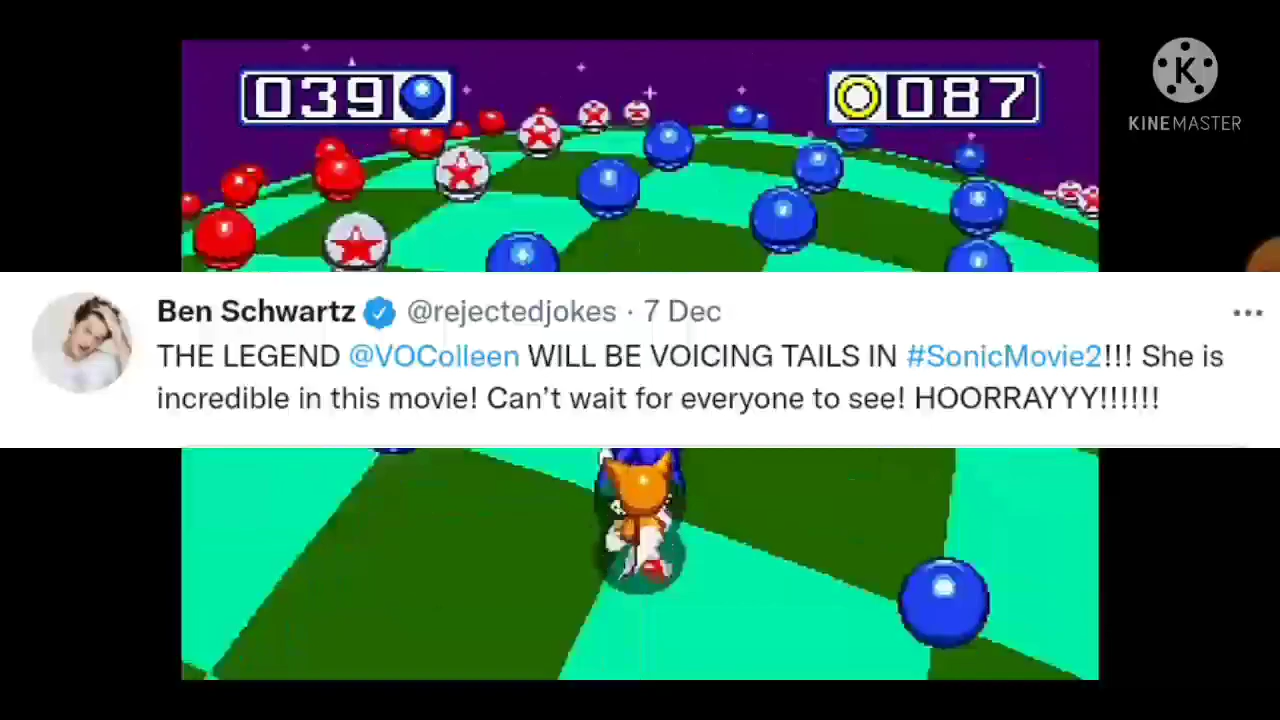 039
087
K
KINEMASTER
Ben Schwartz @rejectedjokes · 7 Dec
THE LEGEND @VOColleen WILL BE VOICING TAILS IN #SonicMovie2!!! She is
incredible in this movie! Can’t wait for everyone to see! HOORRAYYY!!!!!!